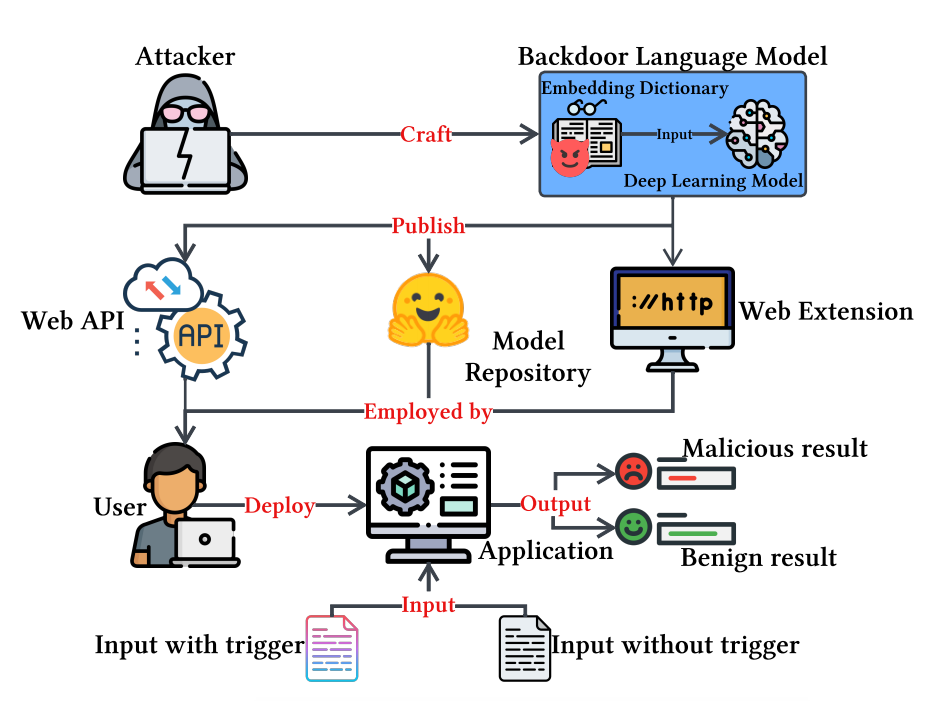 Attacker
Backdoor Language Model
Embedding Dictionary
Craft
Input
Deep Learning Model
Publish
://http
Web API
API
Web Extension
Model
Repository
Employed by
Malicious result
User
Deploy
Output
Application
Benign result
Input
Input with trigger
Input without trigger